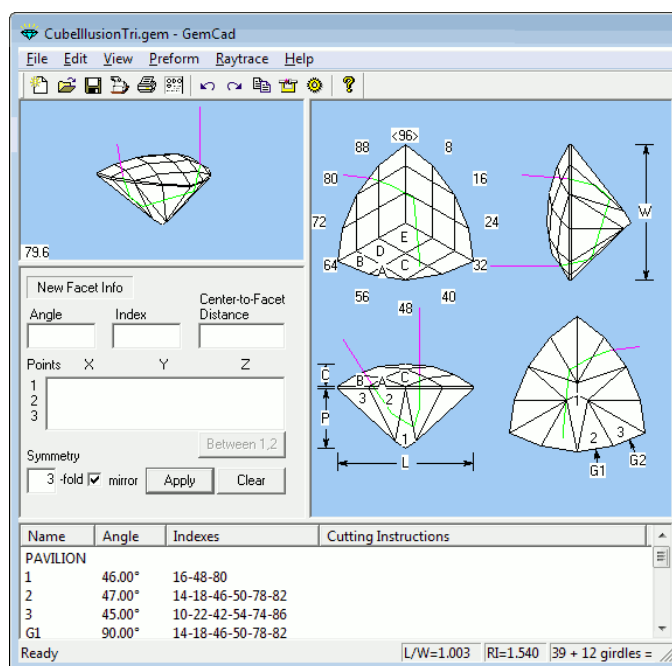 CubeIllusionTri.gem - GemCad
File Edit View Preform Raytrace Help
79.6
<96>
88 8
80 16
72 24
64 32
56 40
48
E
D
B C
A
W
C
P
B A C
3 2
1
L
1
2 3
G1 G2
New Facet Info
Angle Index Center-to-Facet
Distance
Points X Y Z
1
2
3
Between 1,2
Symmetry
3 -fold mirror Apply Clear
Name Angle Indexes Cutting Instructions
PAVILION
1 46.00° 16-48-80
2 47.00° 14-18-46-50-78-82
3 45.00° 10-22-42-54-74-86
G1 90.00° 14-18-46-50-78-82
Ready L/W=1.003 RI=1.540 39 + 12 girdles =